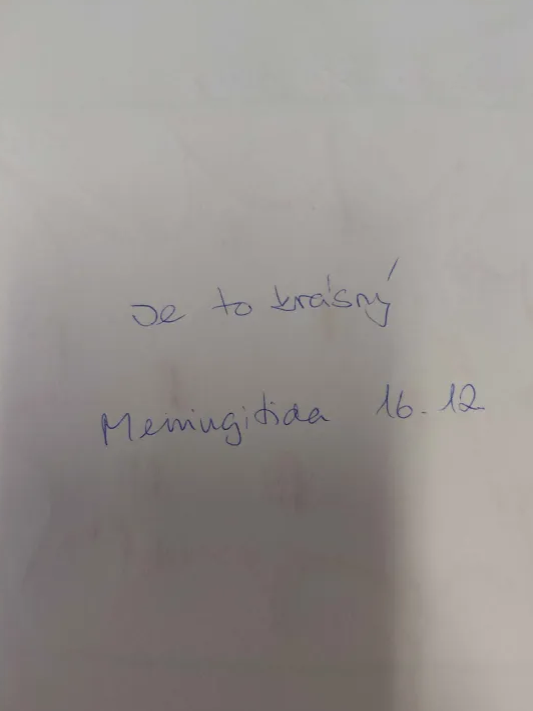 Je to krásný
Meningitida 16. 12